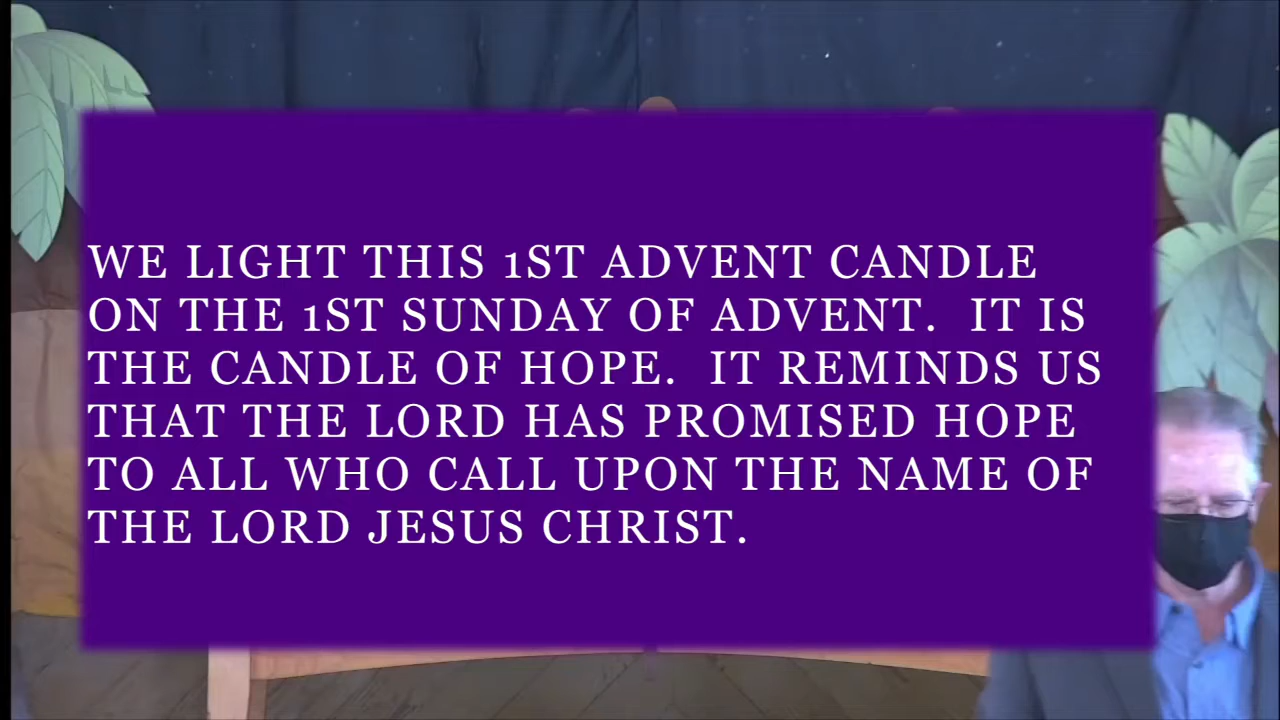 WE LIGHT THIS 1ST ADVENT CANDLE
ON THE 1ST SUNDAY OF ADVENT.  IT IS
THE CANDLE OF HOPE.  IT REMINDS US
THAT THE LORD HAS PROMISED HOPE
TO ALL WHO CALL UPON THE NAME OF
THE LORD JESUS CHRIST.